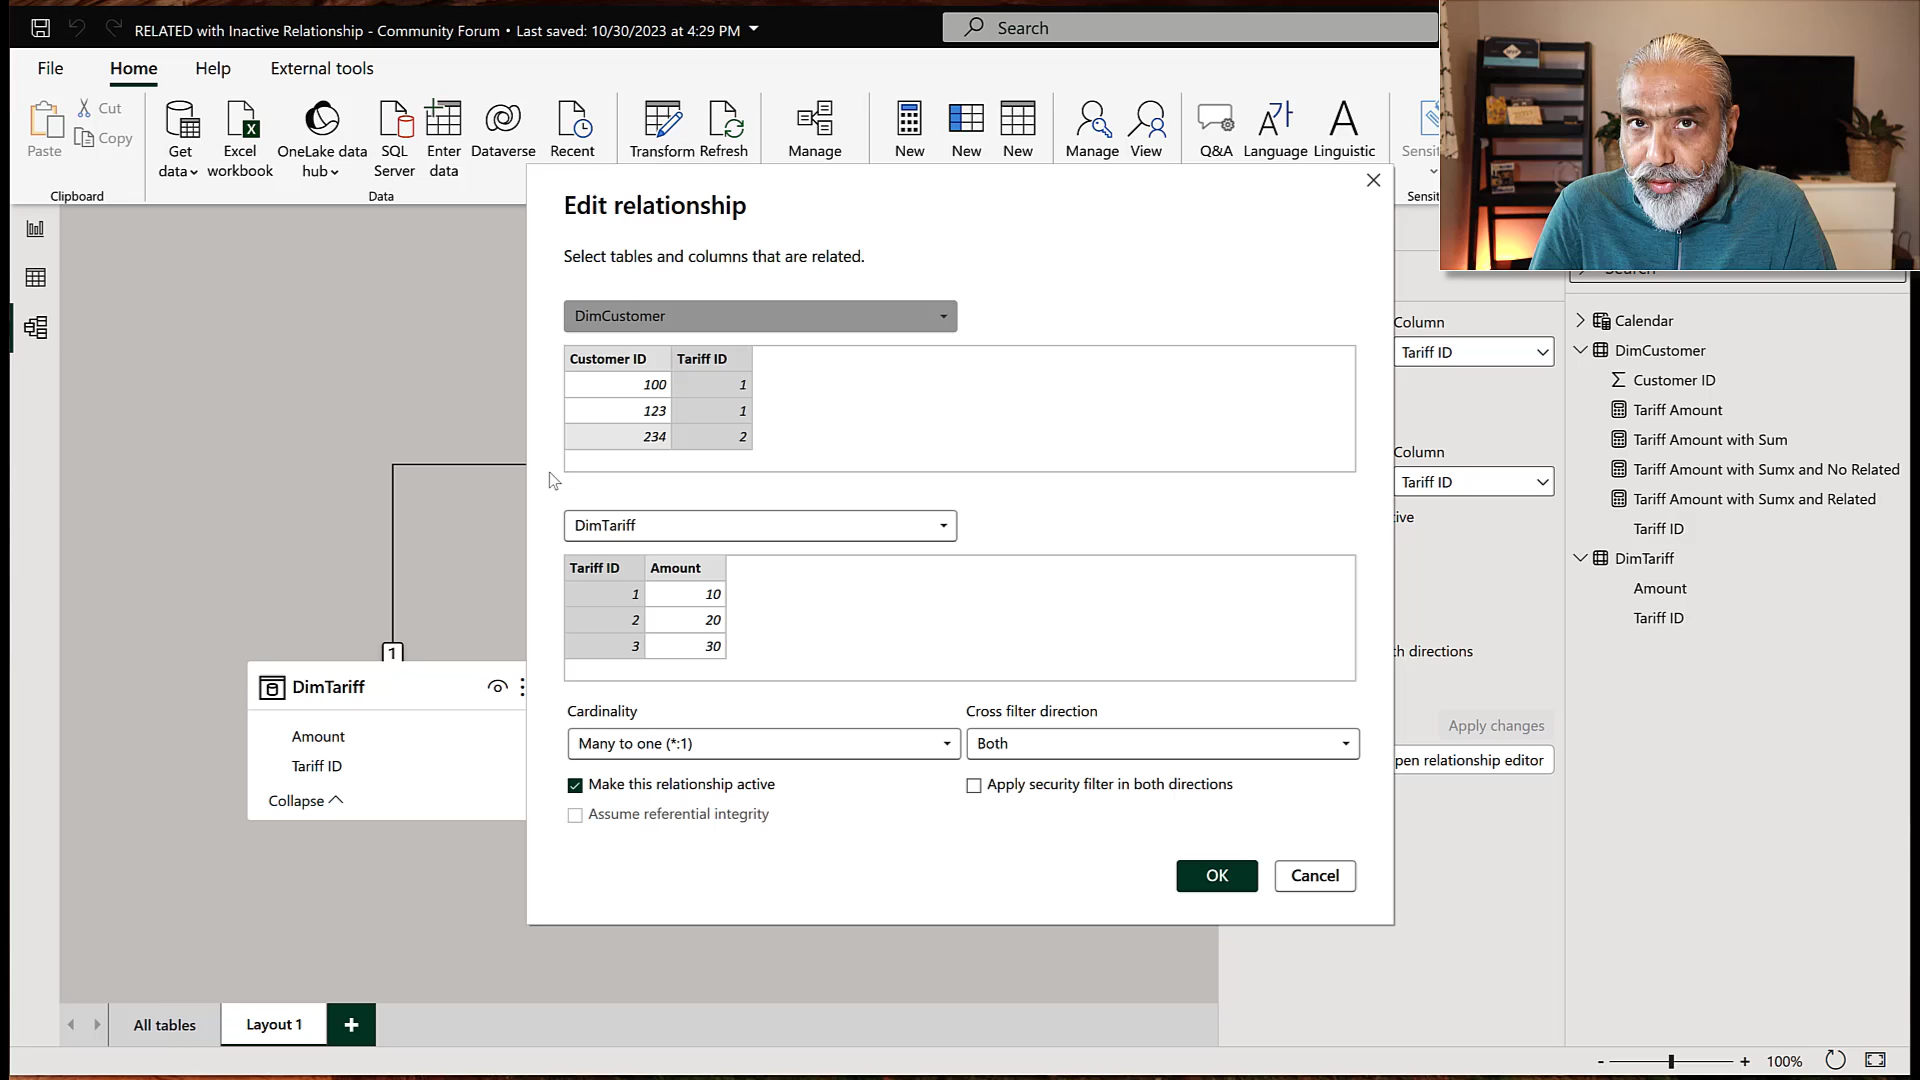 RELATED with Inactive Relationship - Community Forum • Last saved: 10/30/2023 at 4:29 PM
Search
File Home Help External tools
Paste Cut Copy
Get data
Excel workbook
OneLake data hub
SQL Server
Enter data
Dataverse
Recent
Transform
Refresh
Manage
New
New
New
Manage
View
Q&A
Language
Linguistic
Clipboard
Data
Edit relationship
Select tables and columns that are related.
DimCustomer
Customer ID Tariff ID
100 1
123 1
234 2
DimTariff
Tariff ID Amount
1 10
2 20
3 30
Cardinality
Many to one (*:1)
Cross filter direction
Both
Make this relationship active
Apply security filter in both directions
Assume referential integrity
OK Cancel
1
DimTariff
Amount
Tariff ID
Collapse
Column
Tariff ID
Column
Tariff ID
directions
Apply changes
relationship editor
Calendar
DimCustomer
Customer ID
Tariff Amount
Tariff Amount with Sum
Tariff Amount with Sumx and No Related
Tariff Amount with Sumx and Related
Tariff ID
DimTariff
Amount
Tariff ID
All tables Layout 1 +
- + 100%